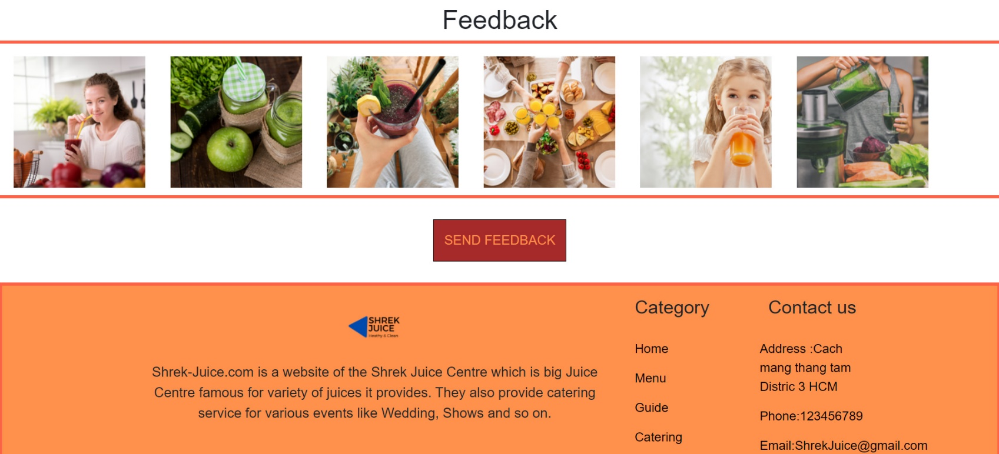 Feedback
SEND FEEDBACK
SHREK
JUICE
Heathy & Clean
Shrek-Juice.com is a website of the Shrek Juice Centre which is big Juice
Centre famous for variety of juices it provides. They also provide catering
service for various events like Wedding, Shows and so on.
Category
Home
Menu
Guide
Catering
Contact us
Address :Cach
mang thang tam
Distric 3 HCM
Phone:123456789
Email:ShrekJuice@gmail.com